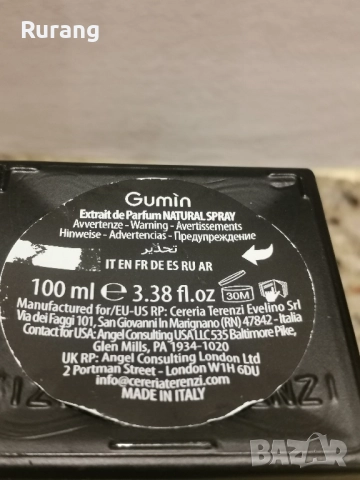 Rurang
Gumìn
Extrait de Parfum NATURAL SPRAY
Avvertenze - Warning - Avertissements
Hinweise - Advertencias - Предупреждение
تحذير
IT EN FR DE ES RU AR
100 ml ℮ 3.38 fl.oz 30M
Manufactured for/EU-US RP: Cereria Terenzi Evelino Srl
Via dei Faggi 101, San Giovanni In Marignano (RN) 47842 - Italia
Contact for USA: Angel Consulting USA LLC 535 Baltimore Pike,
Glen Mills, PA 1934-1020
UK RP: Angel Consulting London Ltd
2 Portman Street - London W1H 6DU
info@cereriaterenzi.com
MADE IN ITALY
BAZAR